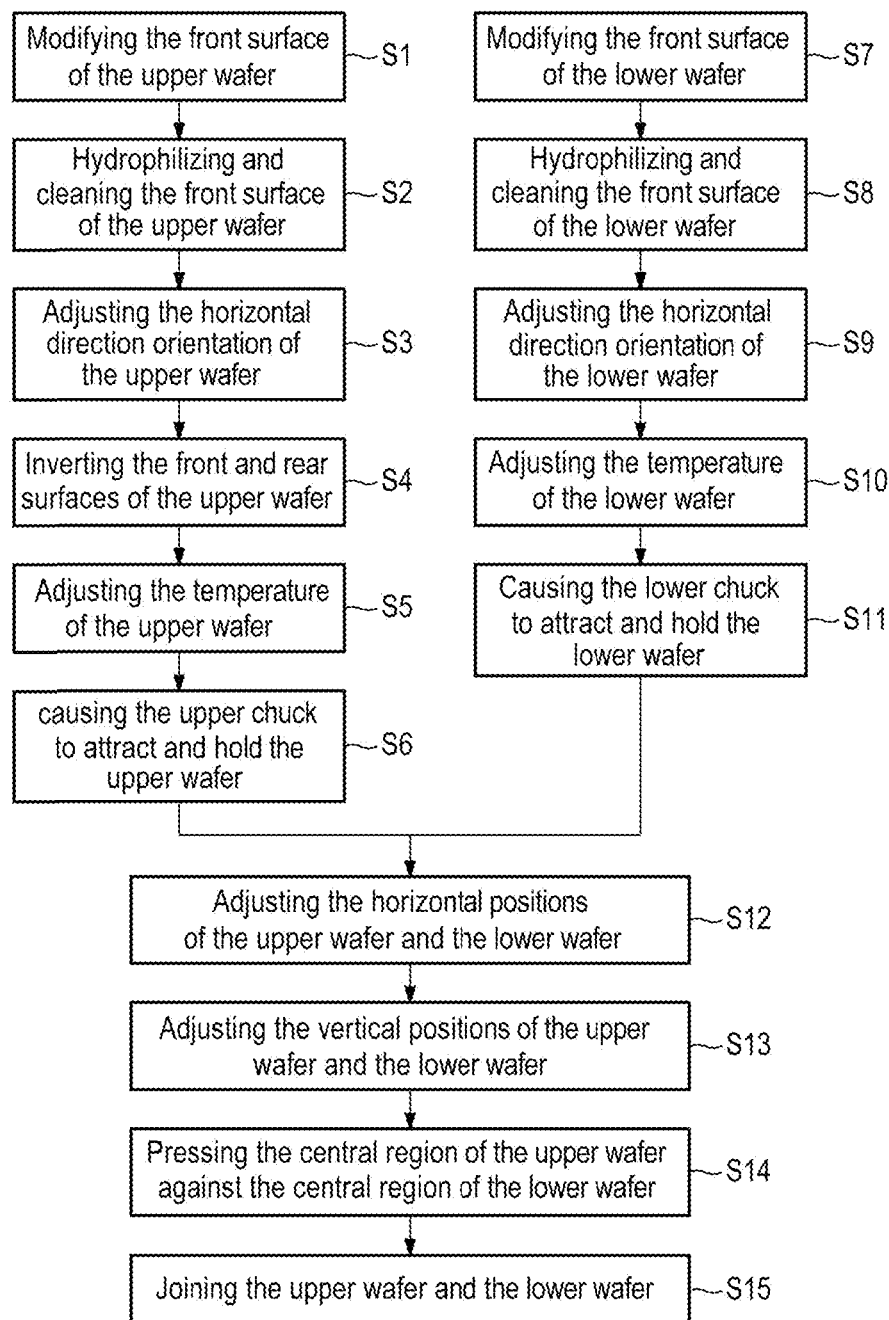 Modifying the front surface
of the upper wafer
S1
Hydrophilizing and
cleaning the front surface
of the upper wafer
S2
Adjusting the horizontal
direction orientation of
the upper wafer
S3
Inverting the front and rear
surfaces of the upper wafer
S4
Adjusting the temperature
of the upper wafer
S5
causing the upper chuck
to attract and hold the
upper wafer
S6
Modifying the front surface
of the lower wafer
S7
Hydrophilizing and
cleaning the front surface
of the lower wafer
S8
Adjusting the horizontal
direction orientation of
the lower wafer
S9
Adjusting the temperature
of the lower wafer
S10
Causing the lower chuck
to attract and hold the
lower wafer
S11
Adjusting the horizontal positions
of the upper wafer and the lower wafer
S12
Adjusting the vertical positions of the upper
wafer and the lower wafer
S13
Pressing the central region of the upper wafer
against the central region of the lower wafer
S14
Joining the upper wafer and the lower wafer
S15